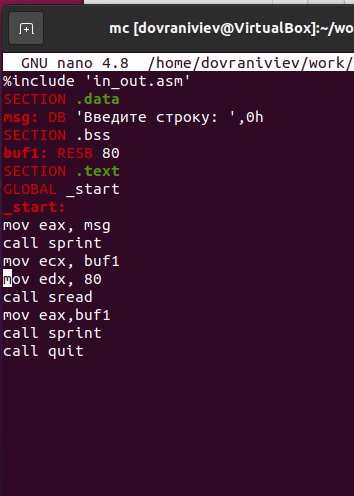 mc [dovraniviev@VirtualBox]:~/wo
GNU nano 4.8 /home/dovraniviev/work/
%include 'in_out.asm'
SECTION .data
msg: DB 'Введите строку: ',0h
SECTION .bss
buf1: RESB 80
SECTION .text
GLOBAL _start
_start:
mov eax, msg
call sprint
mov ecx, buf1
mov edx, 80
call sread
mov eax,buf1
call sprint
call quit